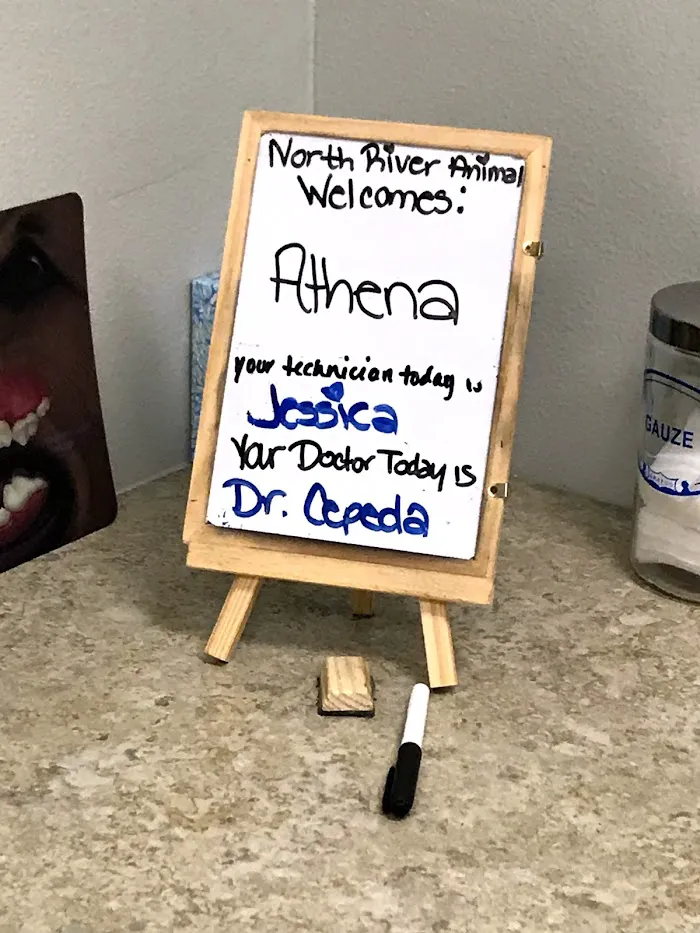 North River Animal
Welcomes:
Athena
your technician today is
Jessica
Your Doctor Today is
Dr. Cepeda
GAUZE